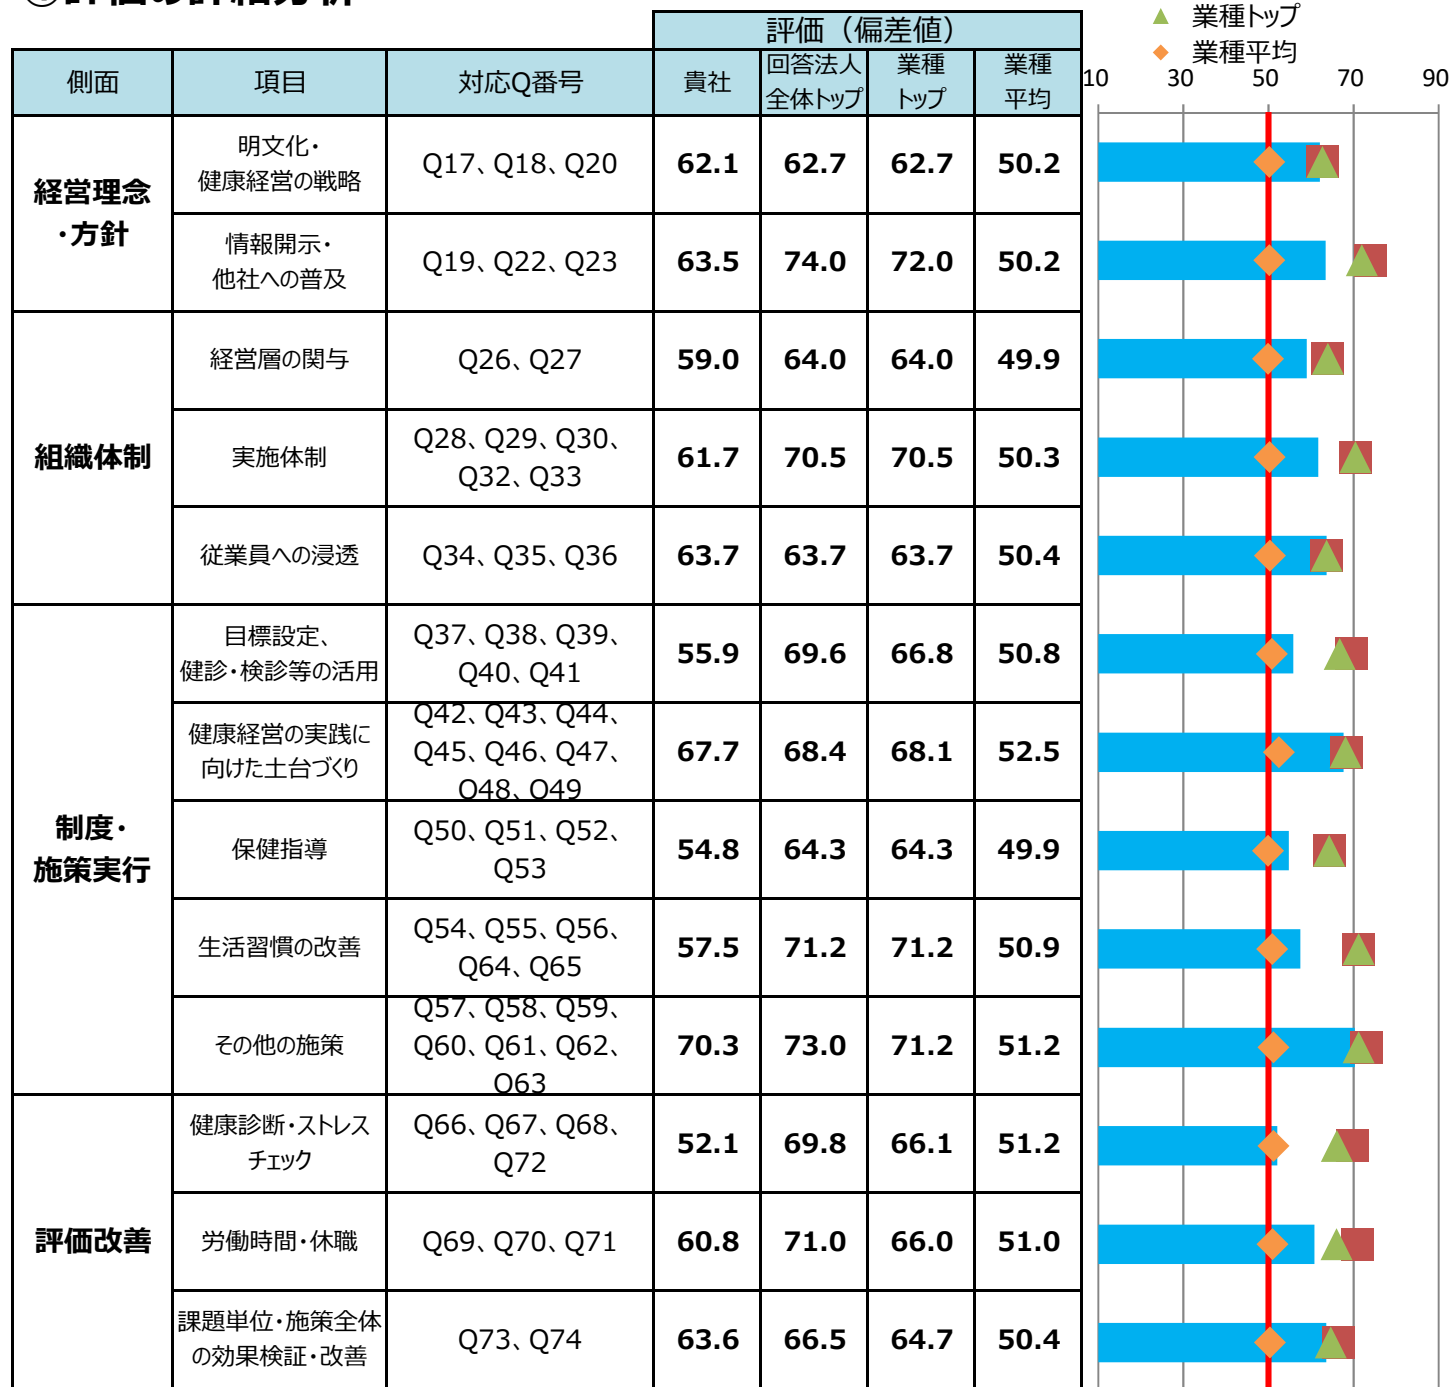 ③評価の詳細分析
評価（偏差値）
▲ 業種トップ
◆ 業種平均
側面 項目 対応Q番号 貴社 回答法人 業種 業種
全体トップ トップ 平均
10 30 50 70 90
経営理念
・方針
明文化・
健康経営の戦略
Q17、Q18、Q20 62.1 62.7 62.7 50.2
情報開示・
他社への普及
Q19、Q22、Q23 63.5 74.0 72.0 50.2
組織体制
経営層の関与 Q26、Q27 59.0 64.0 64.0 49.9
実施体制
Q28、Q29、Q30、
Q32、Q33
61.7 70.5 70.5 50.3
従業員への浸透 Q34、Q35、Q36 63.7 63.7 63.7 50.4
制度・
施策実行
目標設定、
健診・検診等の活用
Q37、Q38、Q39、
Q40、Q41
55.9 69.6 66.8 50.8
健康経営の実践に
向けた土台づくり
Q42、Q43、Q44、
Q45、Q46、Q47、
Q48、Q49
67.7 68.4 68.1 52.5
保健指導
Q50、Q51、Q52、
Q53
54.8 64.3 64.3 49.9
生活習慣の改善
Q54、Q55、Q56、
Q64、Q65
57.5 71.2 71.2 50.9
その他の施策
Q57、Q58、Q59、
Q60、Q61、Q62、
Q63
70.3 73.0 71.2 51.2
評価改善
健康診断・ストレス
チェック
Q66、Q67、Q68、
Q72
52.1 69.8 66.1 51.2
労働時間・休職 Q69、Q70、Q71 60.8 71.0 66.0 51.0
課題単位・施策全体
の効果検証・改善
Q73、Q74 63.6 66.5 64.7 50.4